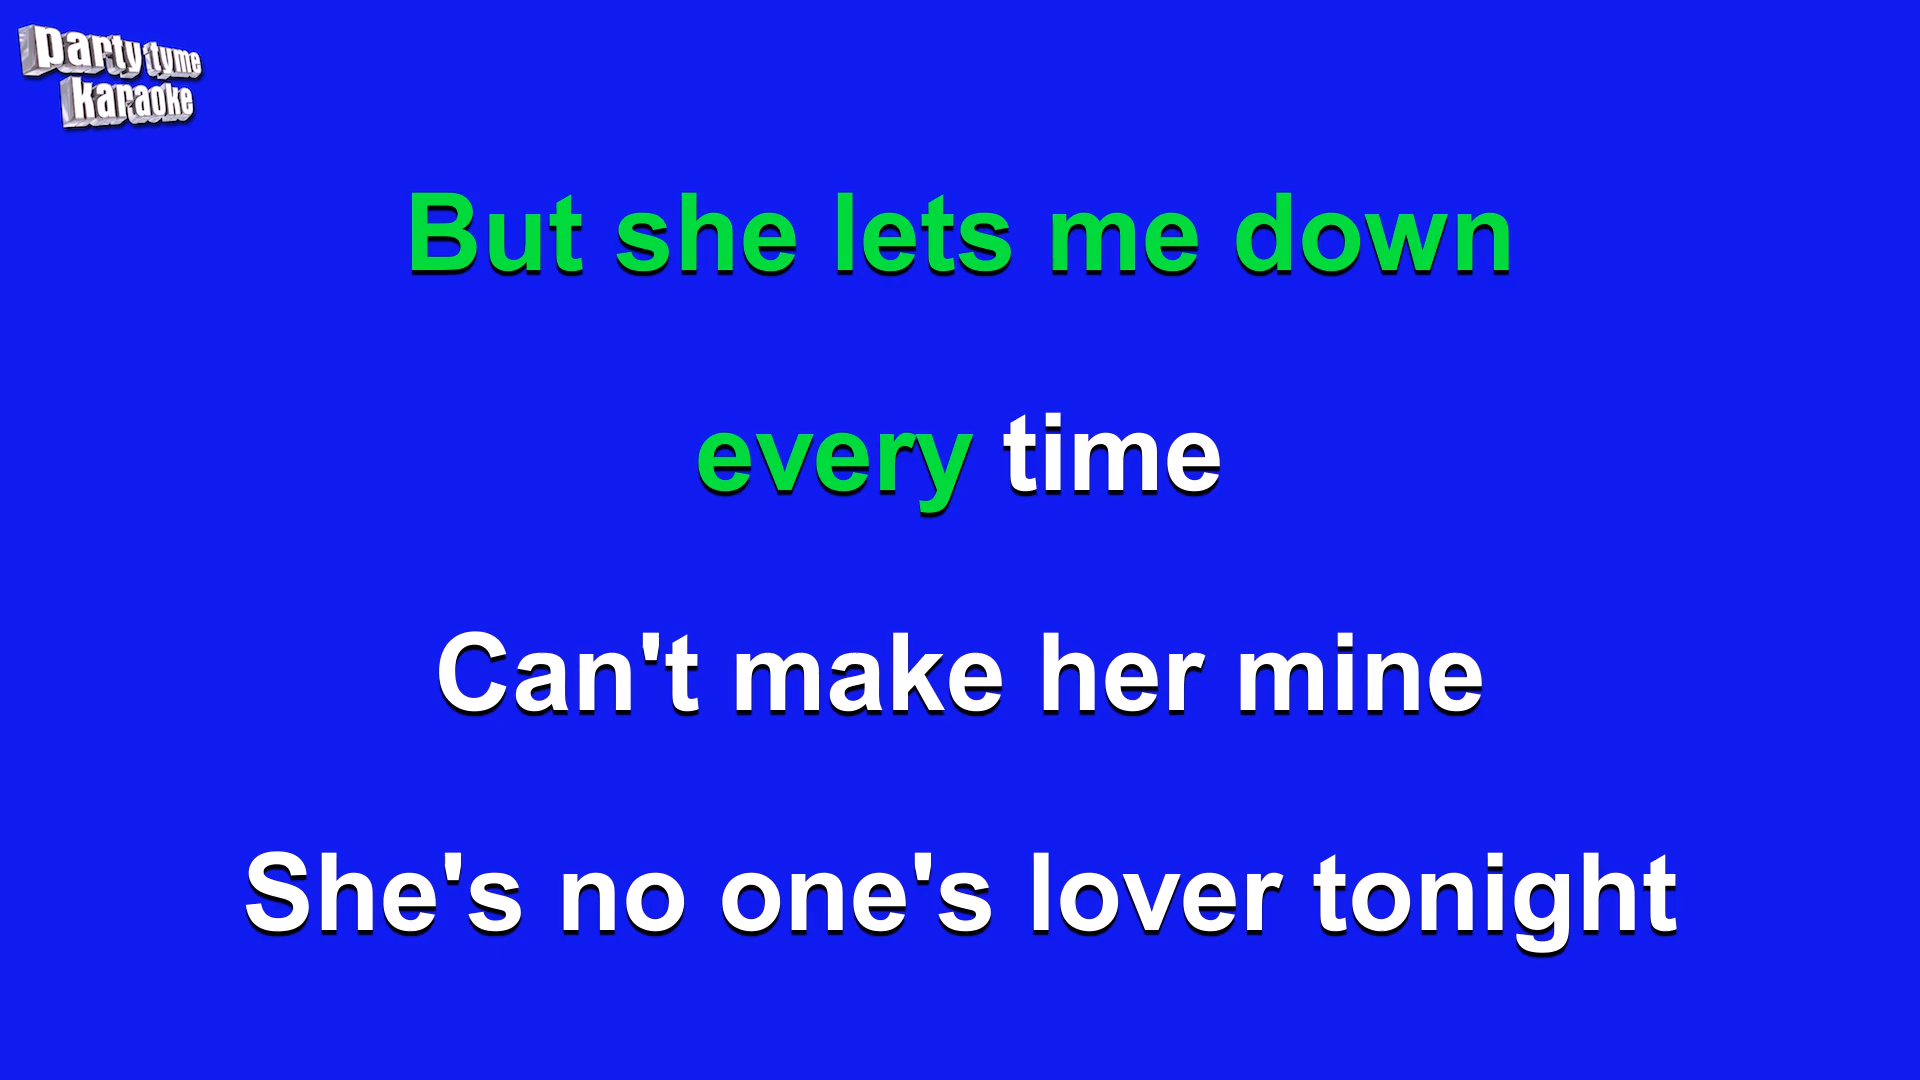 party tyme
karaoke
But she lets me down
every time
Can't make her mine
She's no one's lover tonight